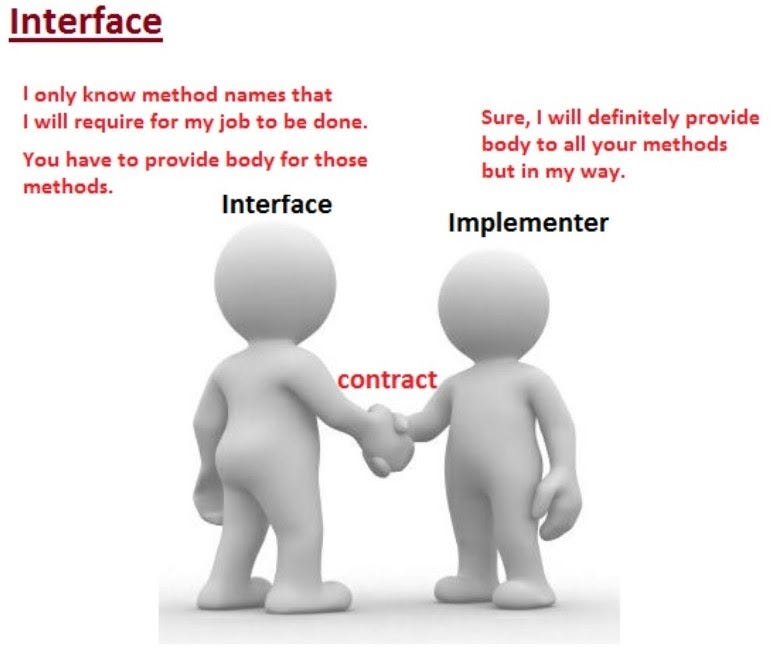 Interface
I only know method names that
I will require for my job to be done.
You have to provide body for those
methods.
Sure, I will definitely provide
body to all your methods
but in my way.
Interface
Implementer
contract